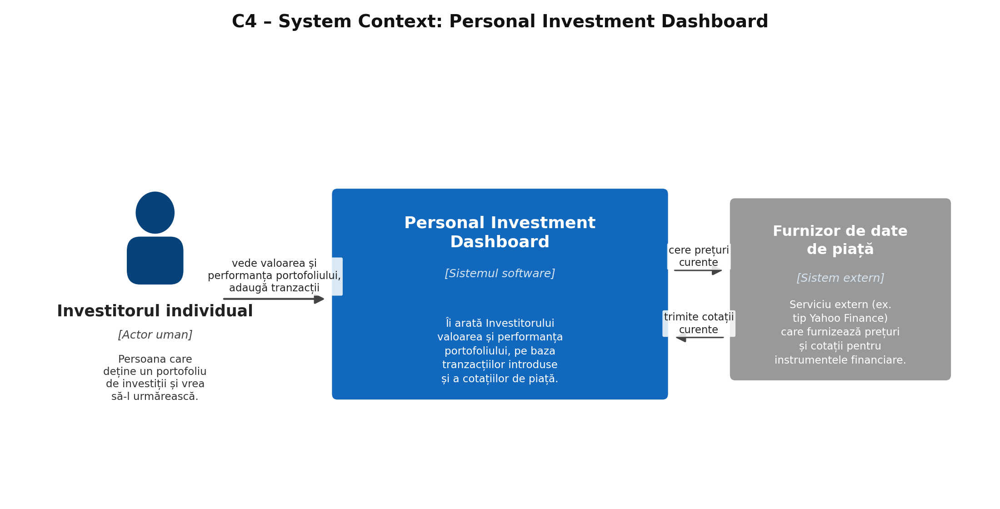 C4 – System Context: Personal Investment Dashboard
Investitorul individual
[Actor uman]
Persoana care
deține un portofoliu
de investiții și vrea
să-l urmărească.
vede valoarea și
performanța portofoliului,
adaugă tranzacții
Personal Investment
Dashboard
[Sistemul software]
Îi arată Investitorului
valoarea și performanța
portofoliului, pe baza
tranzacțiilor introduse
și a cotațiilor de piață.
cere prețuri
curente
trimite cotații
curente
Furnizor de date
de piață
[Sistem extern]
Serviciu extern (ex.
tip Yahoo Finance)
care furnizează prețuri
și cotații pentru
instrumentele financiare.